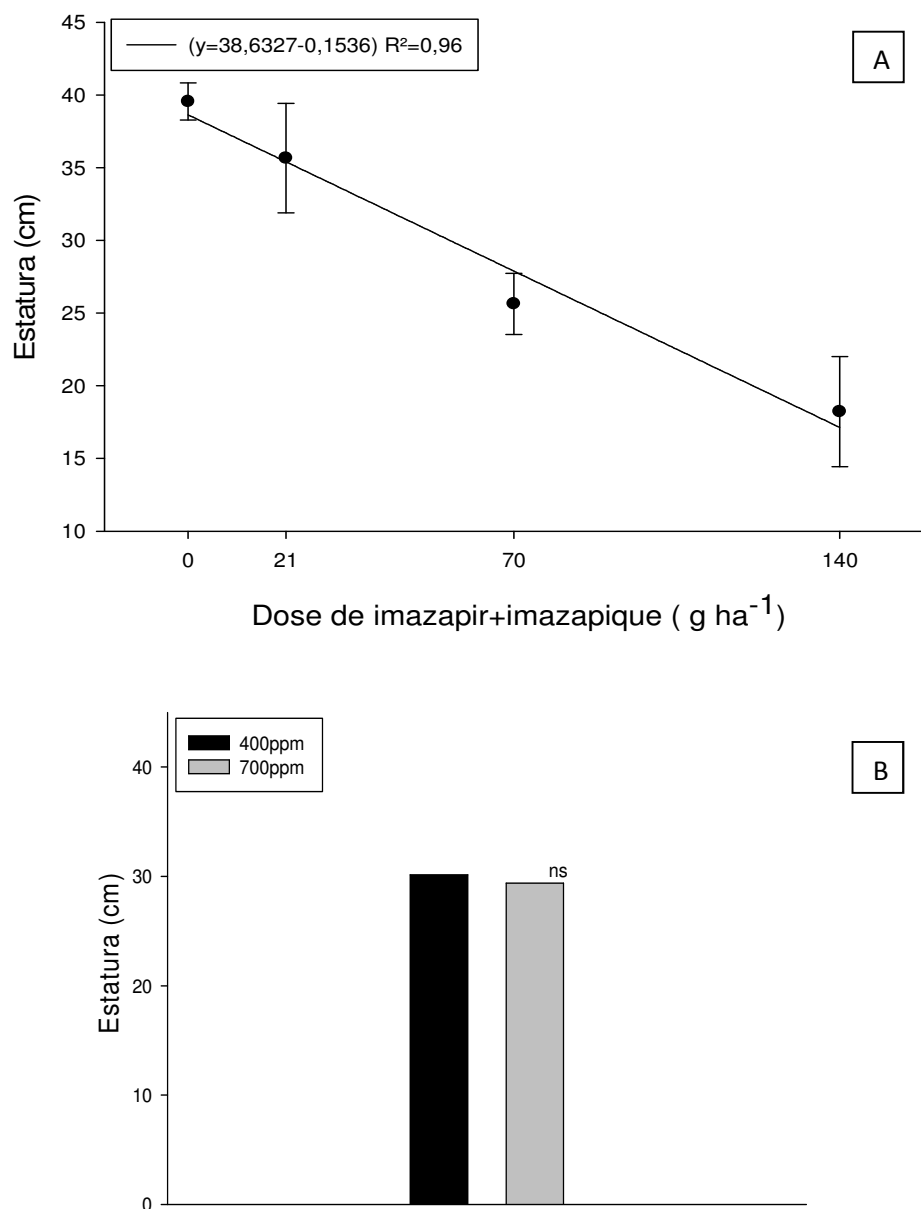 45
(y=38,6327-0,1536) R²=0,96
A
40
35
30
25
20
15
10
Estatura (cm)
0 21 70 140
Dose de imazapir+imazapique ( g ha⁻¹)
400ppm
700ppm
B
40
30
20
10
0
ns
Estatura (cm)